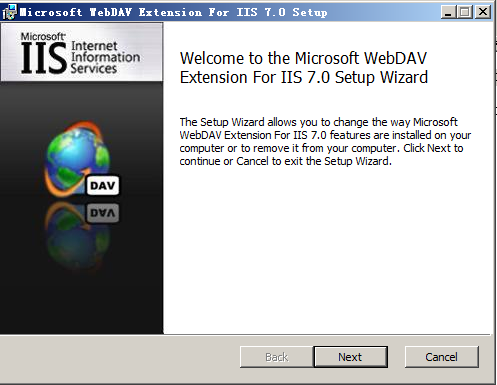 Microsoft WebDAV Extension For IIS 7.0 Setup
Microsoft
IIS Internet
Information
Services
Welcome to the Microsoft WebDAV
Extension For IIS 7.0 Setup Wizard
The Setup Wizard allows you to change the way Microsoft
WebDAV Extension For IIS 7.0 features are installed on your
computer or to remove it from your computer. Click Next to
continue or Cancel to exit the Setup Wizard.
DAV
Back Next Cancel